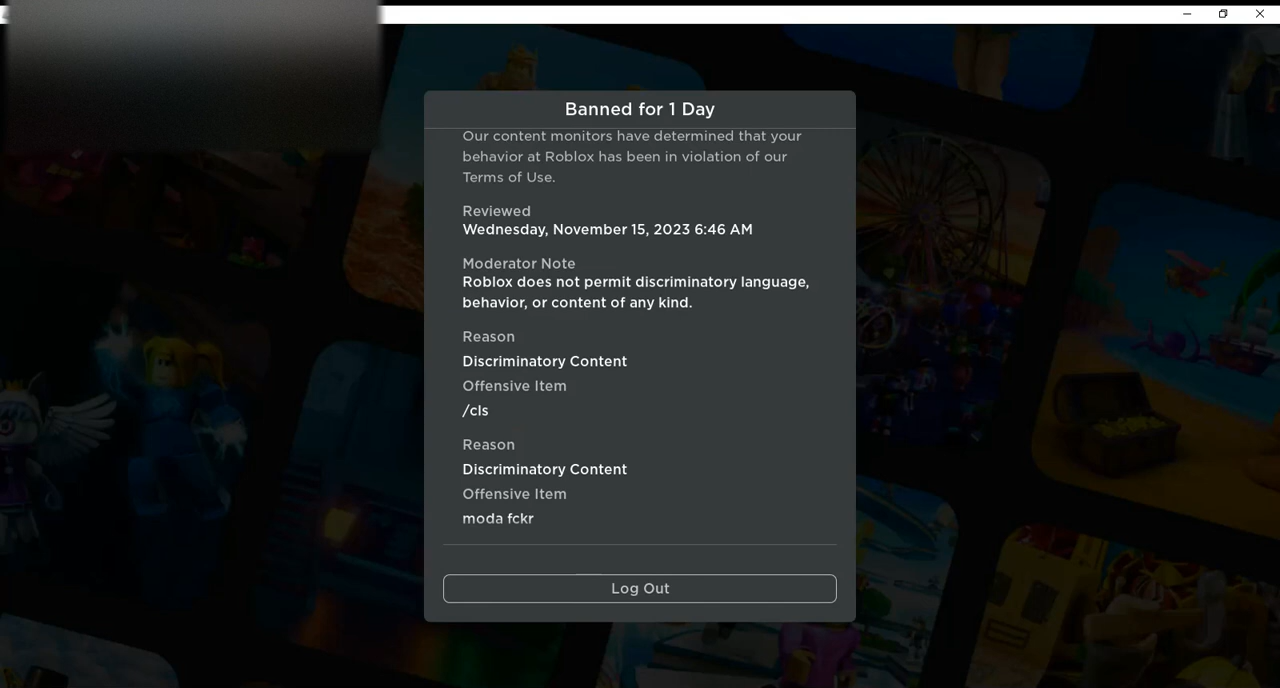 Banned for 1 Day
Our content monitors have determined that your
behavior at Roblox has been in violation of our
Terms of Use.
Reviewed
Wednesday, November 15, 2023 6:46 AM
Moderator Note
Roblox does not permit discriminatory language,
behavior, or content of any kind.
Reason
Discriminatory Content
Offensive Item
/cls
Reason
Discriminatory Content
Offensive Item
moda fckr
Log Out